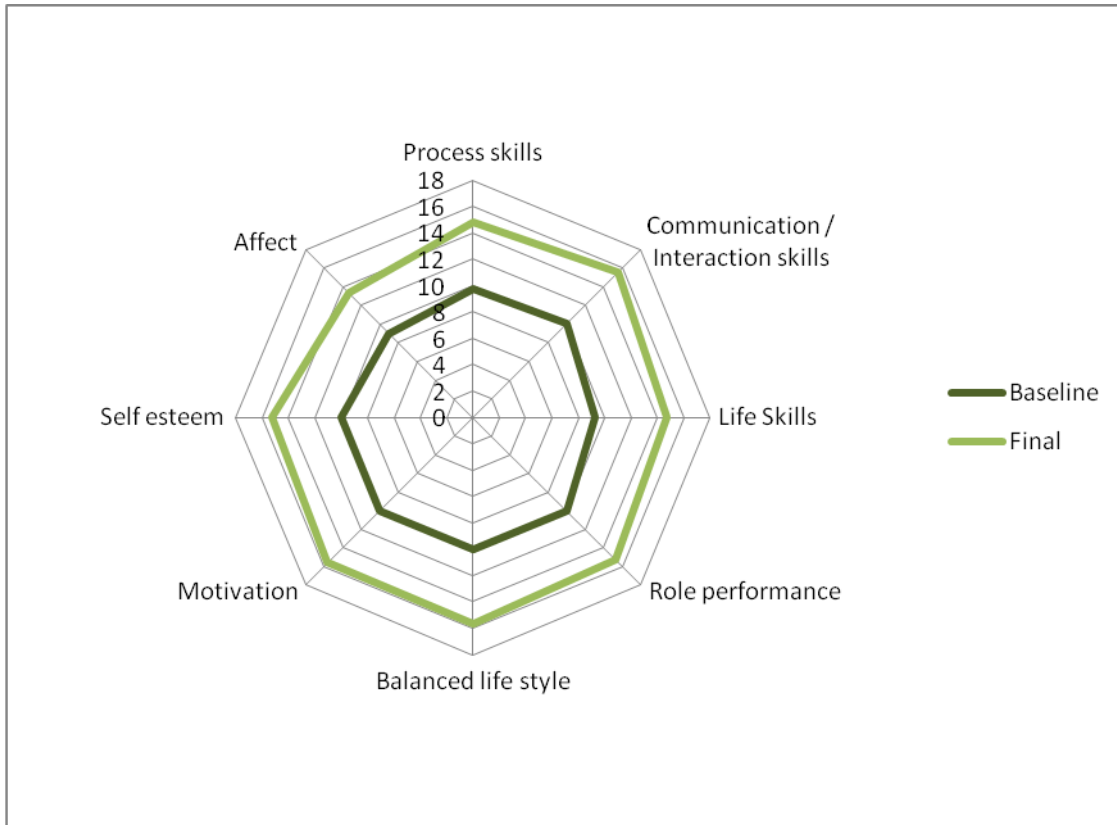 Process skills
18
16
14
12
10
8
6
4
2
0
Communication /
Interaction skills
Life Skills
Role performance
Balanced life style
Motivation
Self esteem
Affect
Baseline
Final